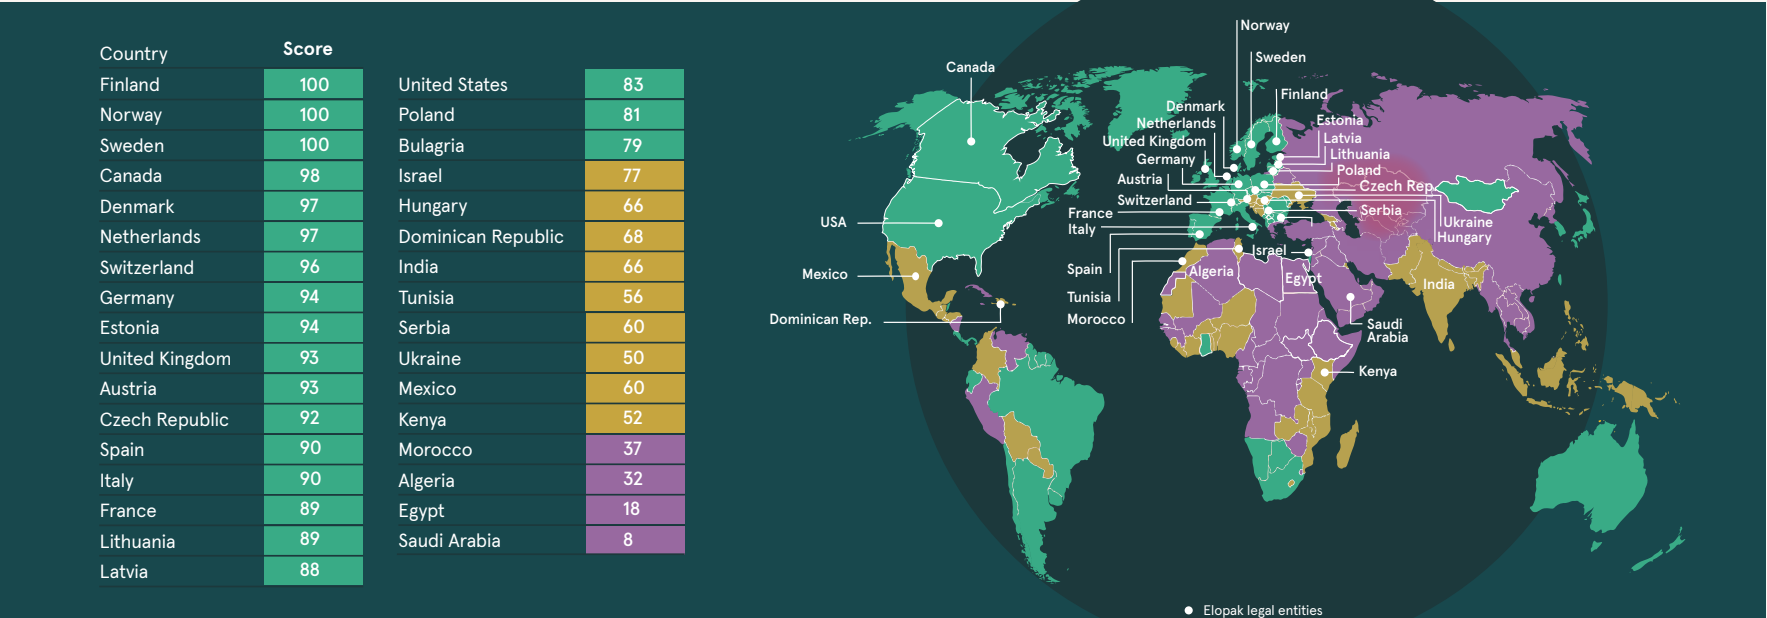 Country Score
Finland 100
Norway 100
Sweden 100
Canada 98
Denmark 97
Netherlands 97
Switzerland 96
Germany 94
Estonia 94
United Kingdom 93
Austria 93
Czech Republic 92
Spain 90
Italy 90
France 89
Lithuania 89
Latvia 88
United States 83
Poland 81
Bulagria 79
Israel 77
Hungary 66
Dominican Republic 68
India 66
Tunisia 56
Serbia 60
Ukraine 50
Mexico 60
Kenya 52
Morocco 37
Algeria 32
Egypt 18
Saudi Arabia 8
Norway
Sweden
Canada
Finland
Denmark
Estonia
Netherlands
Latvia
United Kingdom
Lithuania
Germany
Poland
Austria
Czech Rep.
Switzerland
Serbia
France
USA
Ukraine
Italy
Hungary
Israel
Spain
Algeria
Mexico
Egypt
India
Tunisia
Dominican Rep.
Morocco
Saudi
Arabia
Kenya
Elopak legal entities